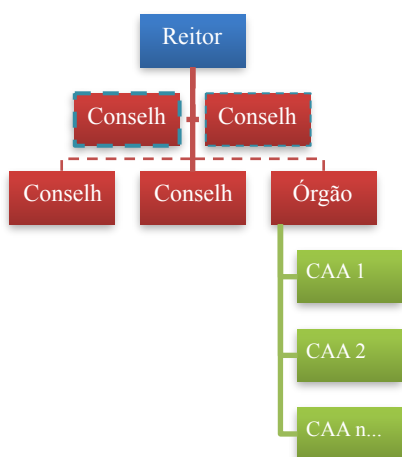 Reitor
Conselh
Conselh
Conselh
Conselh
Órgão
CAA 1
CAA 2
CAA n...